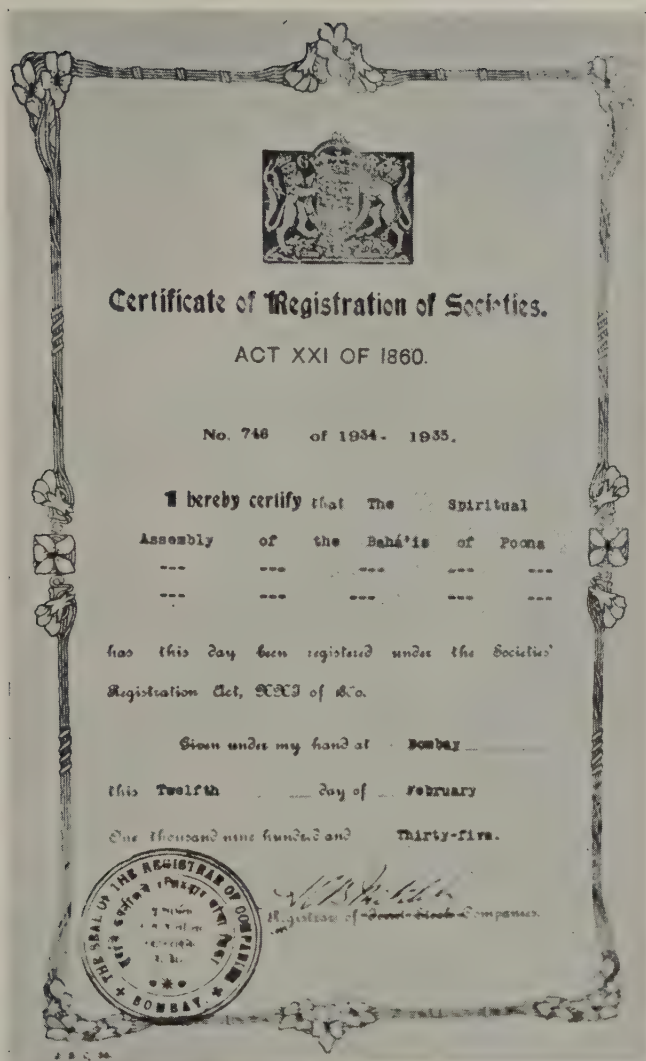 Certificate of Registration of Societies.
ACT XXI OF 1860.
No. 746 of 1934- 1935.
I hereby certify that The Spiritual
Assembly of the Bahá'is of Poona
--- --- --- --- ---
--- --- --- --- ---
has this day been registered under the Societies'
Registration Act, XXI of
Given under my hand at Bombay
this Twelfth day of February
One thousand nine hundred and Thirty-five.
Registrar of Joint Stock Companies.
THE SEAL OF THE REGISTRAR OF COMPANIES
BOMBAY.